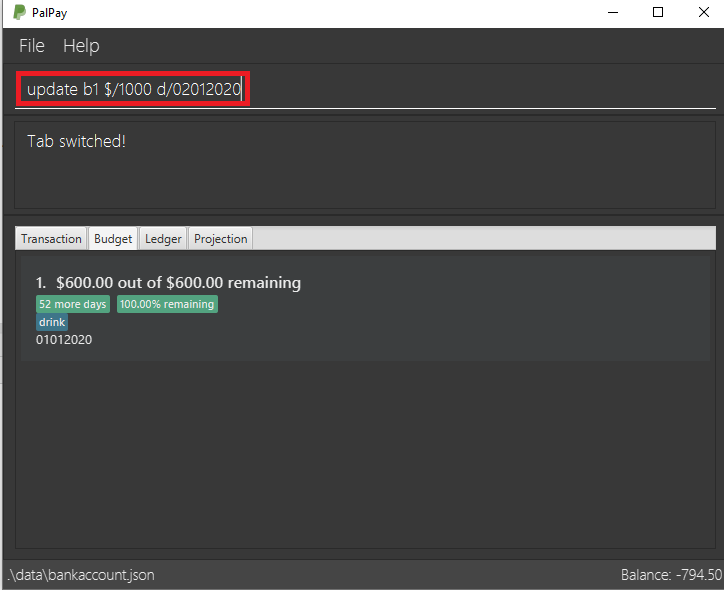 PalPay
File Help
update b1 $/1000 d/02012020
Tab switched!
Transaction Budget Ledger Projection
1. $600.00 out of $600.00 remaining
52 more days 100.00% remaining
drink
01012020
.\data\bankaccount.json Balance: -794.50